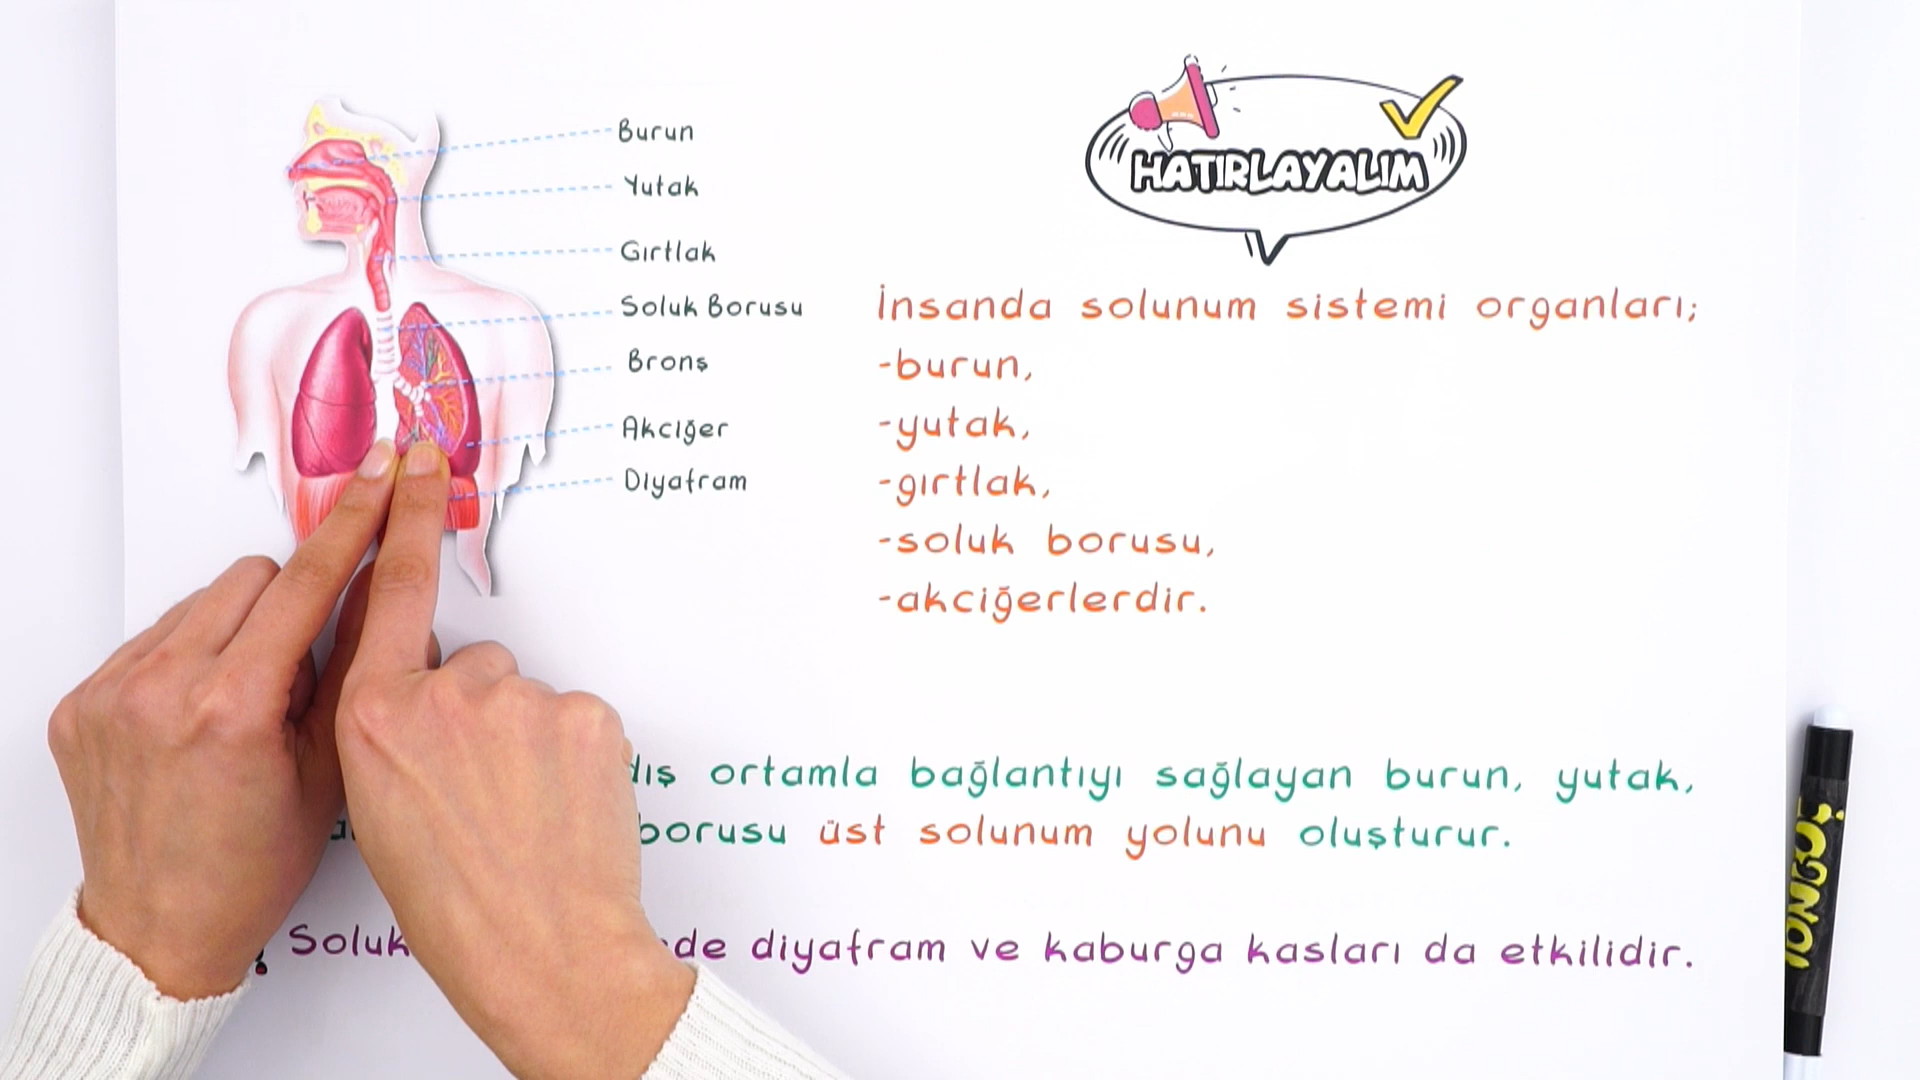 Burun
Yutak
Gırtlak
Soluk Borusu
Bronş
Akciğer
Diyafram
HATIRLAYALIM
İnsanda solunum sistemi organları;
-burun,
-yutak,
-gırtlak,
-soluk borusu,
-akciğerlerdir.
dış ortamla bağlantıyı sağlayan burun, yutak,
borusu üst solunum yolunu oluşturur.
Soluk diyafram ve kaburga kasları da etkilidir.
TONGUÇ